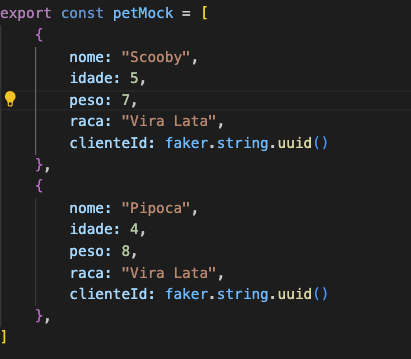 export const petMock = [
    {
        nome: "Scooby",
        idade: 5,
        peso: 7,
        raca: "Vira Lata",
        clienteId: faker.string.uuid()
    },
    {
        nome: "Pipoca",
        idade: 4,
        peso: 8,
        raca: "Vira Lata",
        clienteId: faker.string.uuid()
    },
]